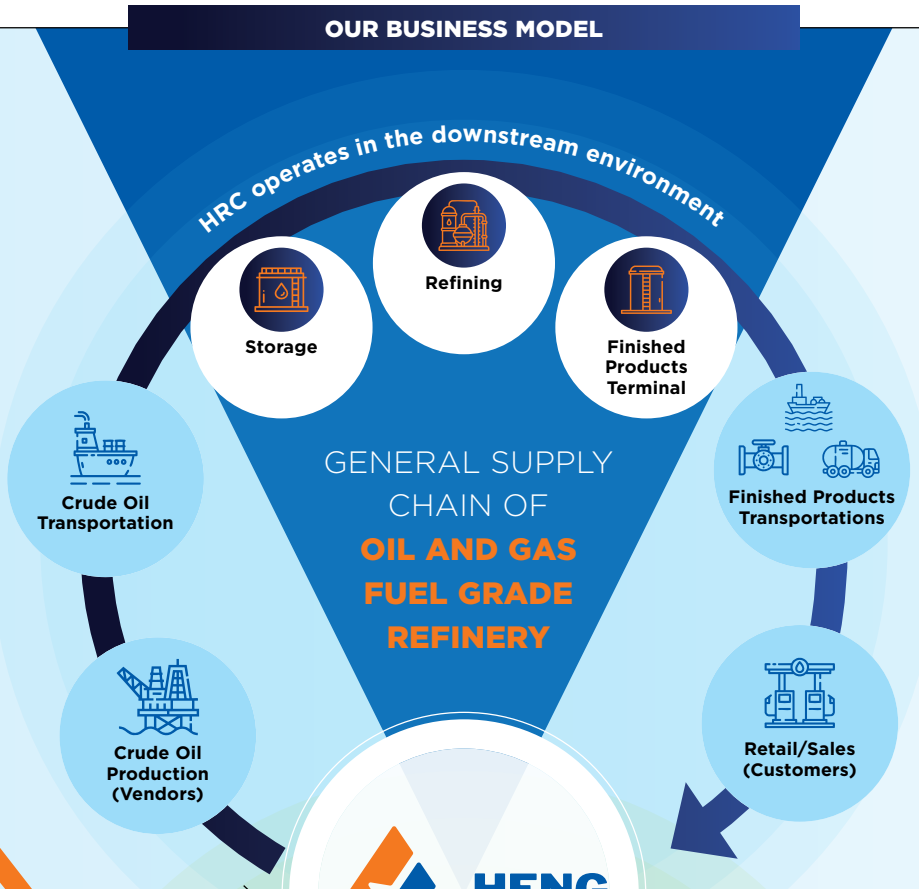 OUR BUSINESS MODEL
HRC operates in the downstream environment
Refining
Storage
Finished
Products
Terminal
Crude Oil
Transportation
Finished Products
Transportations
GENERAL SUPPLY
CHAIN OF
OIL AND GAS
FUEL GRADE
REFINERY
Crude Oil
Production
(Vendors)
Retail/Sales
(Customers)
HENG